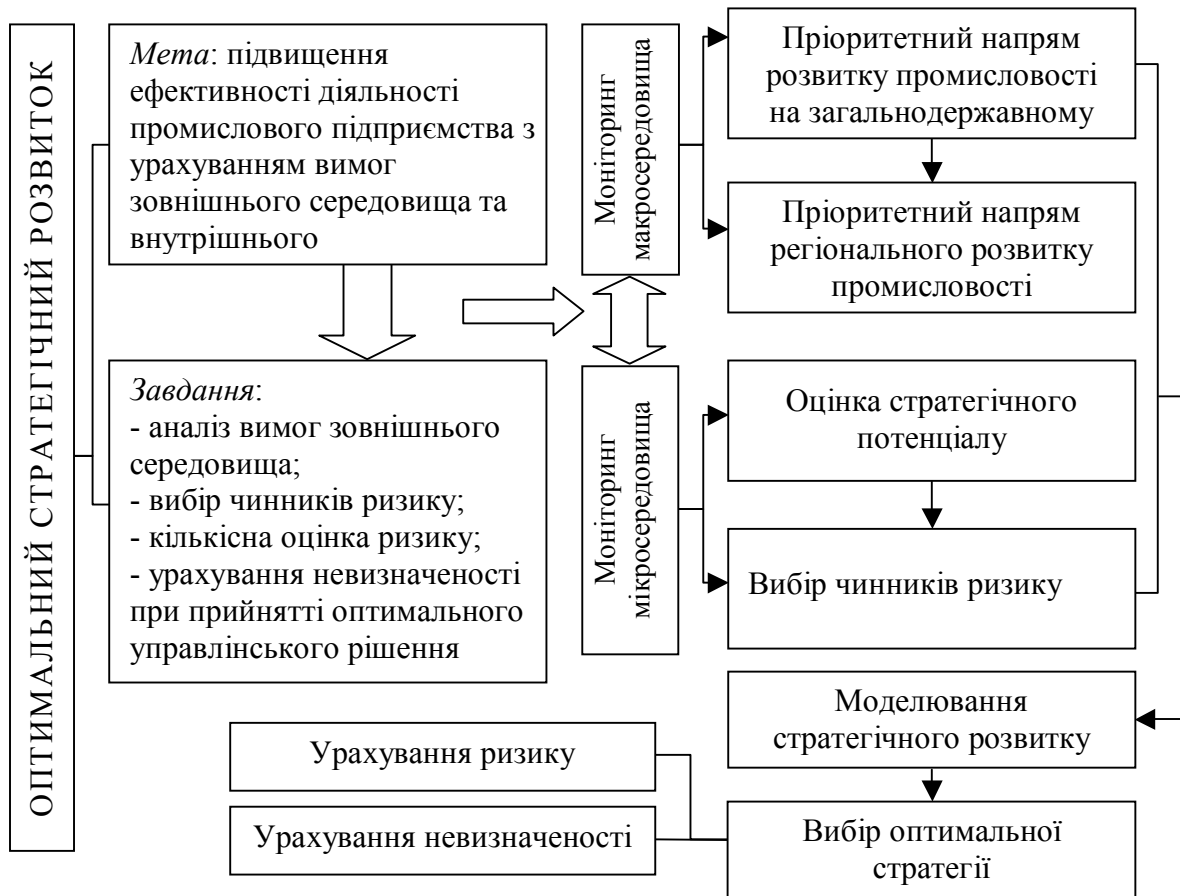 ОПТИМАЛЬНИЙ СТРАТЕГІЧНИЙ РОЗВИТОК
Мета: підвищення
ефективності діяльності
промислового підприємства з
урахуванням вимог
зовнішнього середовища та
внутрішнього
Завдання:
- аналіз вимог зовнішнього
середовища;
- вибір чинників ризику;
- кількісна оцінка ризику;
- урахування невизначеності
при прийнятті оптимального
управлінського рішення
Моніторинг
макросередовища
Моніторинг
мікросередовища
Пріоритетний напрям
розвитку промисловості
на загальнодержавному
Пріоритетний напрям
регіонального розвитку
промисловості
Оцінка стратегічного
потенціалу
Вибір чинників ризику
Моделювання
стратегічного розвитку
Урахування ризику
Урахування невизначеності
Вибір оптимальної
стратегії